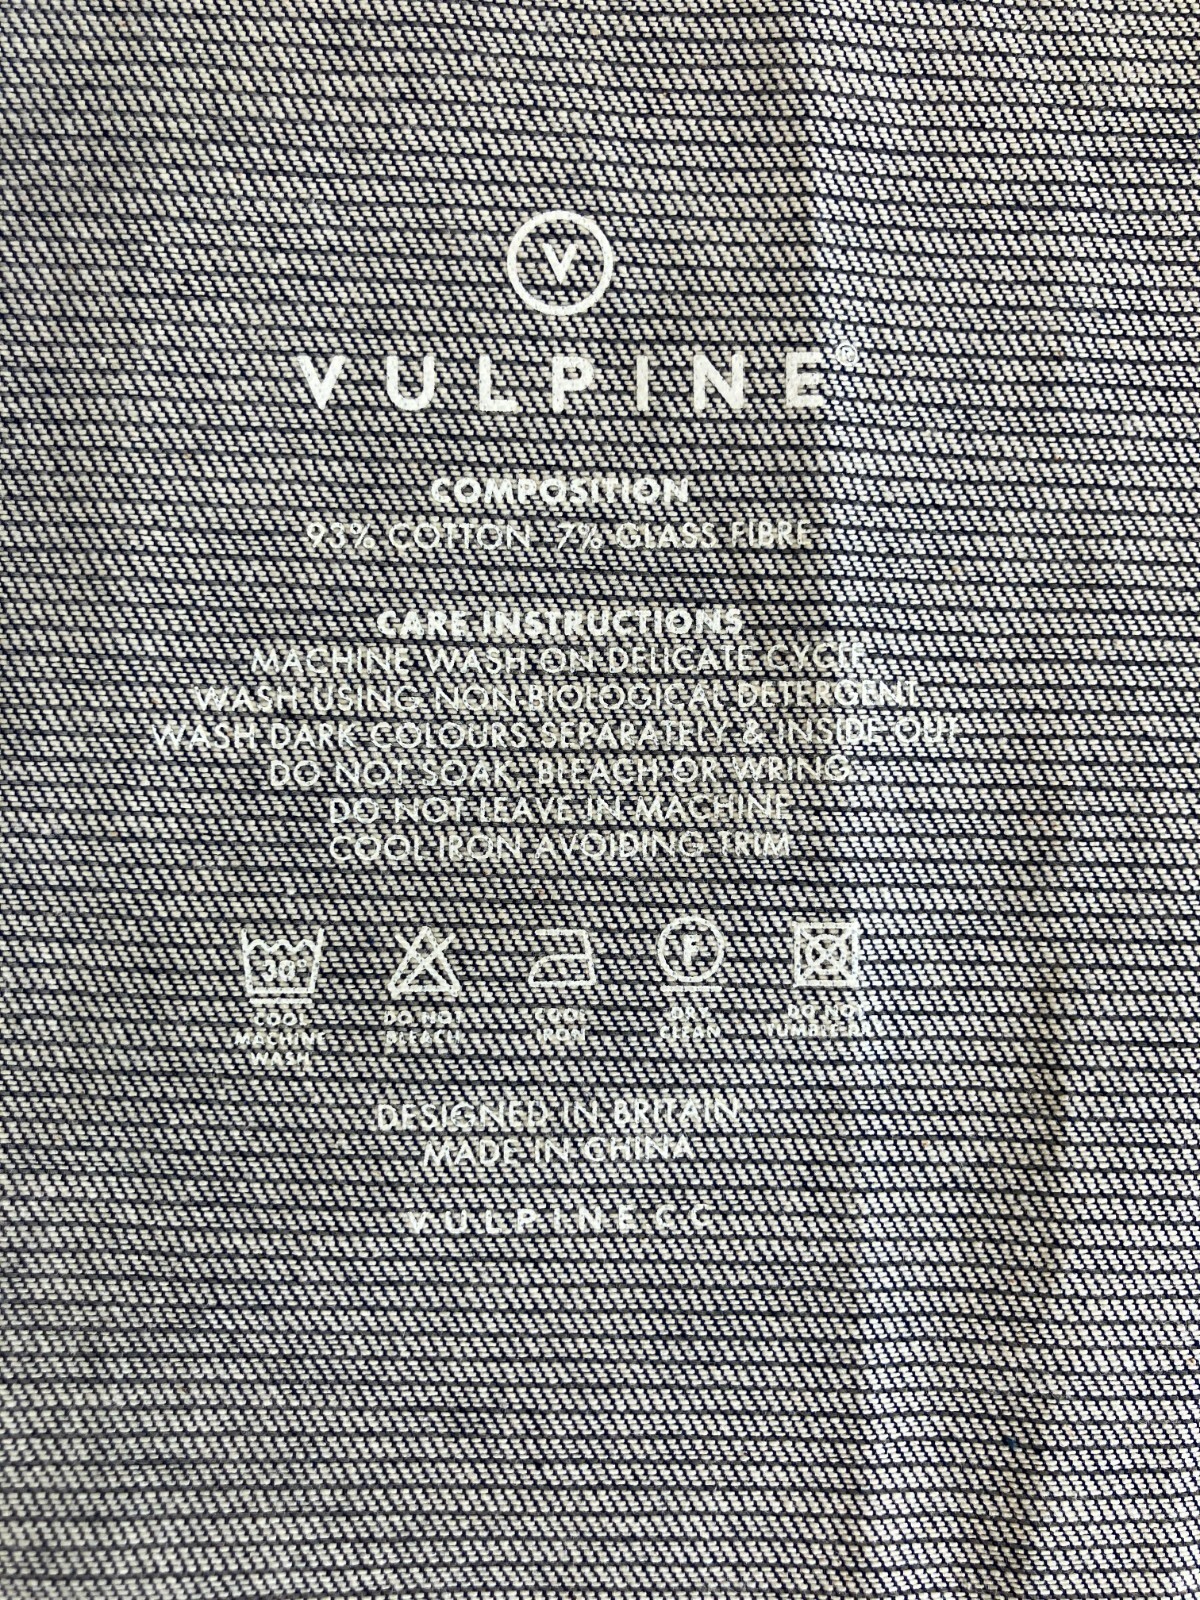 V
VULPINE®
COMPOSITION
93% COTTON 7% GLASS FIBRE
CARE INSTRUCTIONS
MACHINE WASH ON DELICATE CYCLE
WASH USING NON-BIOLOGICAL DETERGENT
WASH DARK COLOURS SEPARATELY & INSIDE OUT
DO NOT SOAK, BLEACH OR WRING
DO NOT LEAVE IN MACHINE
COOL IRON AVOIDING TRIM
30° F
COOL MACHINE WASH
DO NOT BLEACH
COOL IRON
DRY CLEAN
DO NOT TUMBLE-DRY
DESIGNED IN BRITAIN
MADE IN CHINA
VULPINE.CC